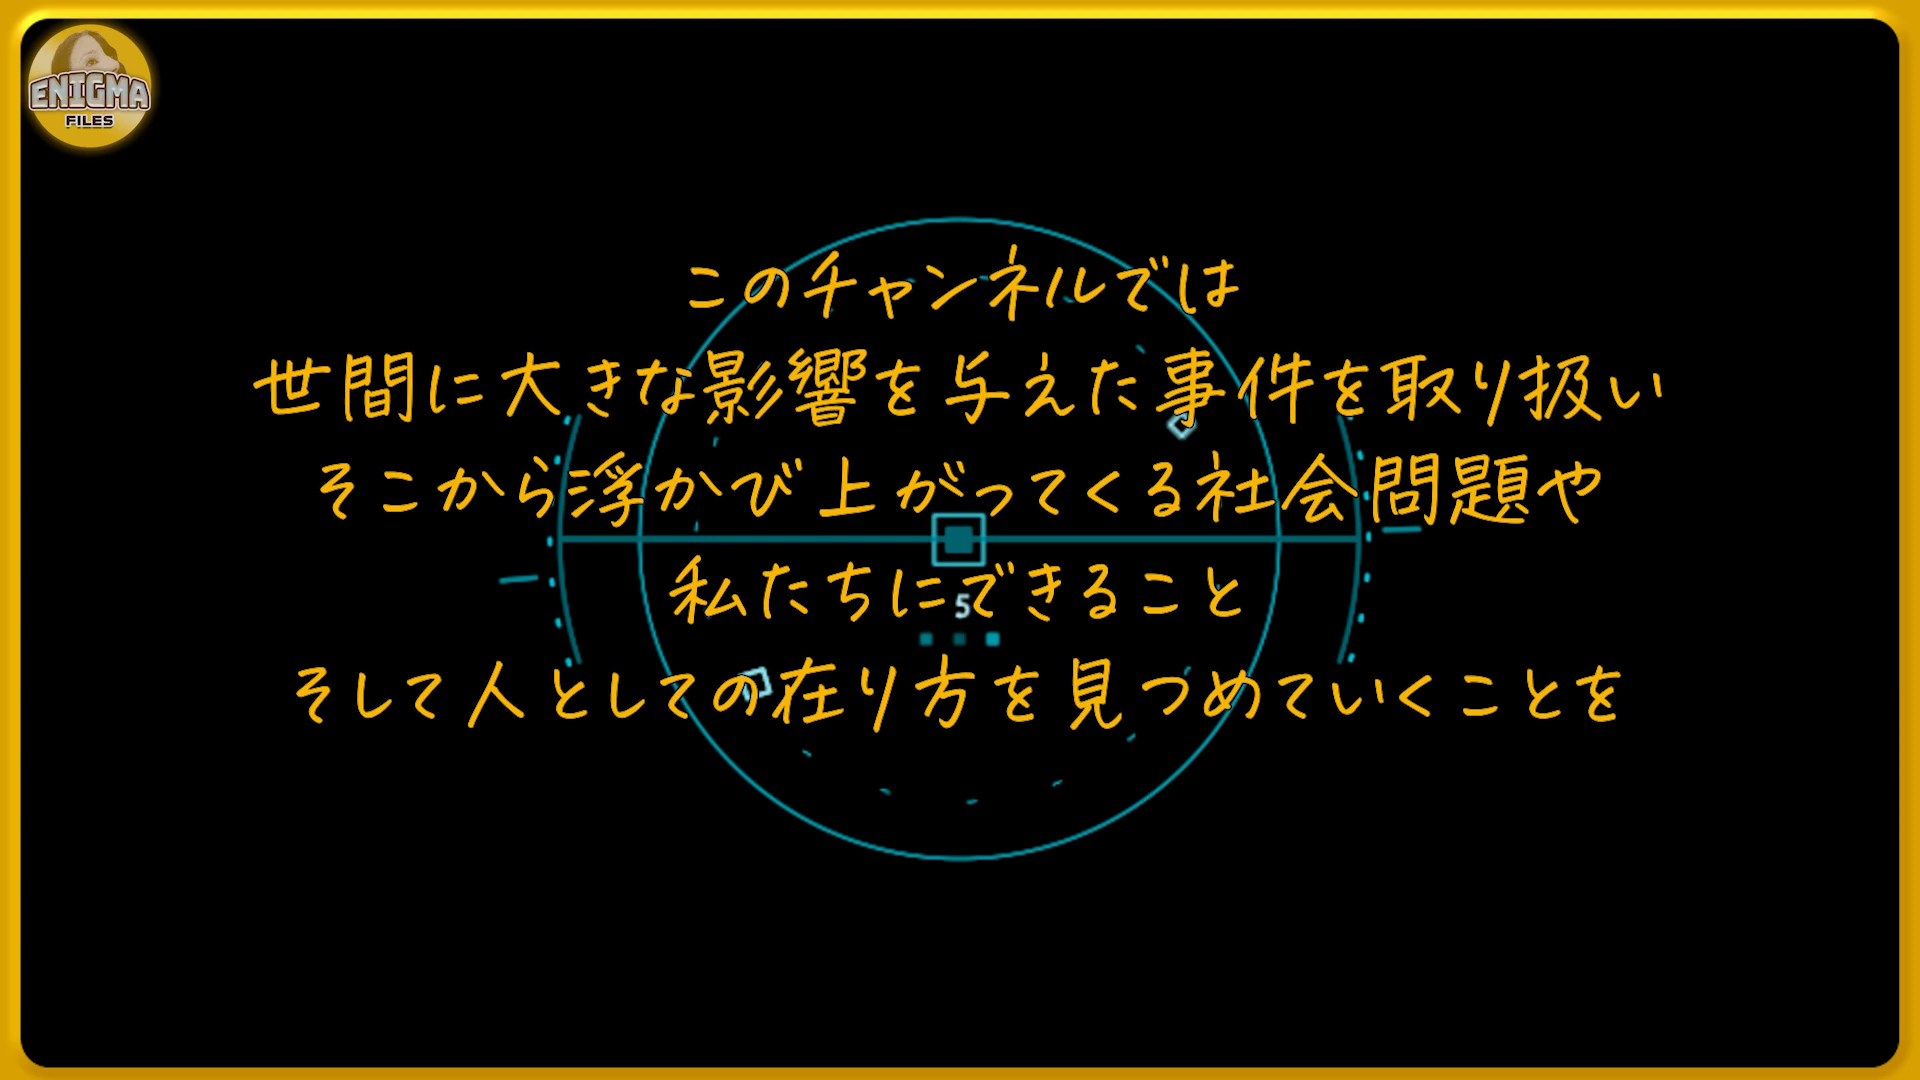 ENIGMA
FILES
このチャンネルでは
世間に大きな影響を与えた事件を取り扱い
そこから浮かび上がってくる社会問題や
私たちにできること
5
そして人としての在り方を見つめていくことを